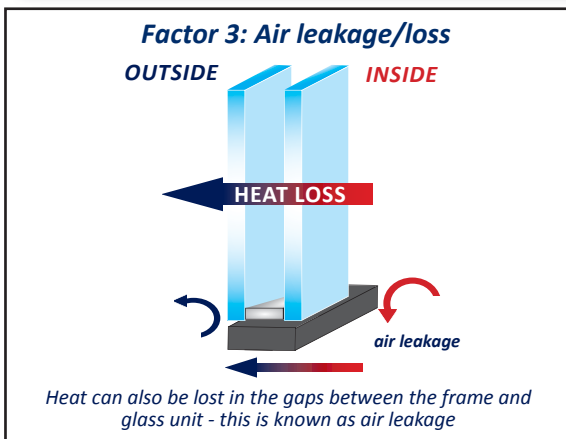 Factor 3: Air leakage/loss
OUTSIDE
INSIDE
HEAT LOSS
air leakage
Heat can also be lost in the gaps between the frame and
glass unit - this is known as air leakage